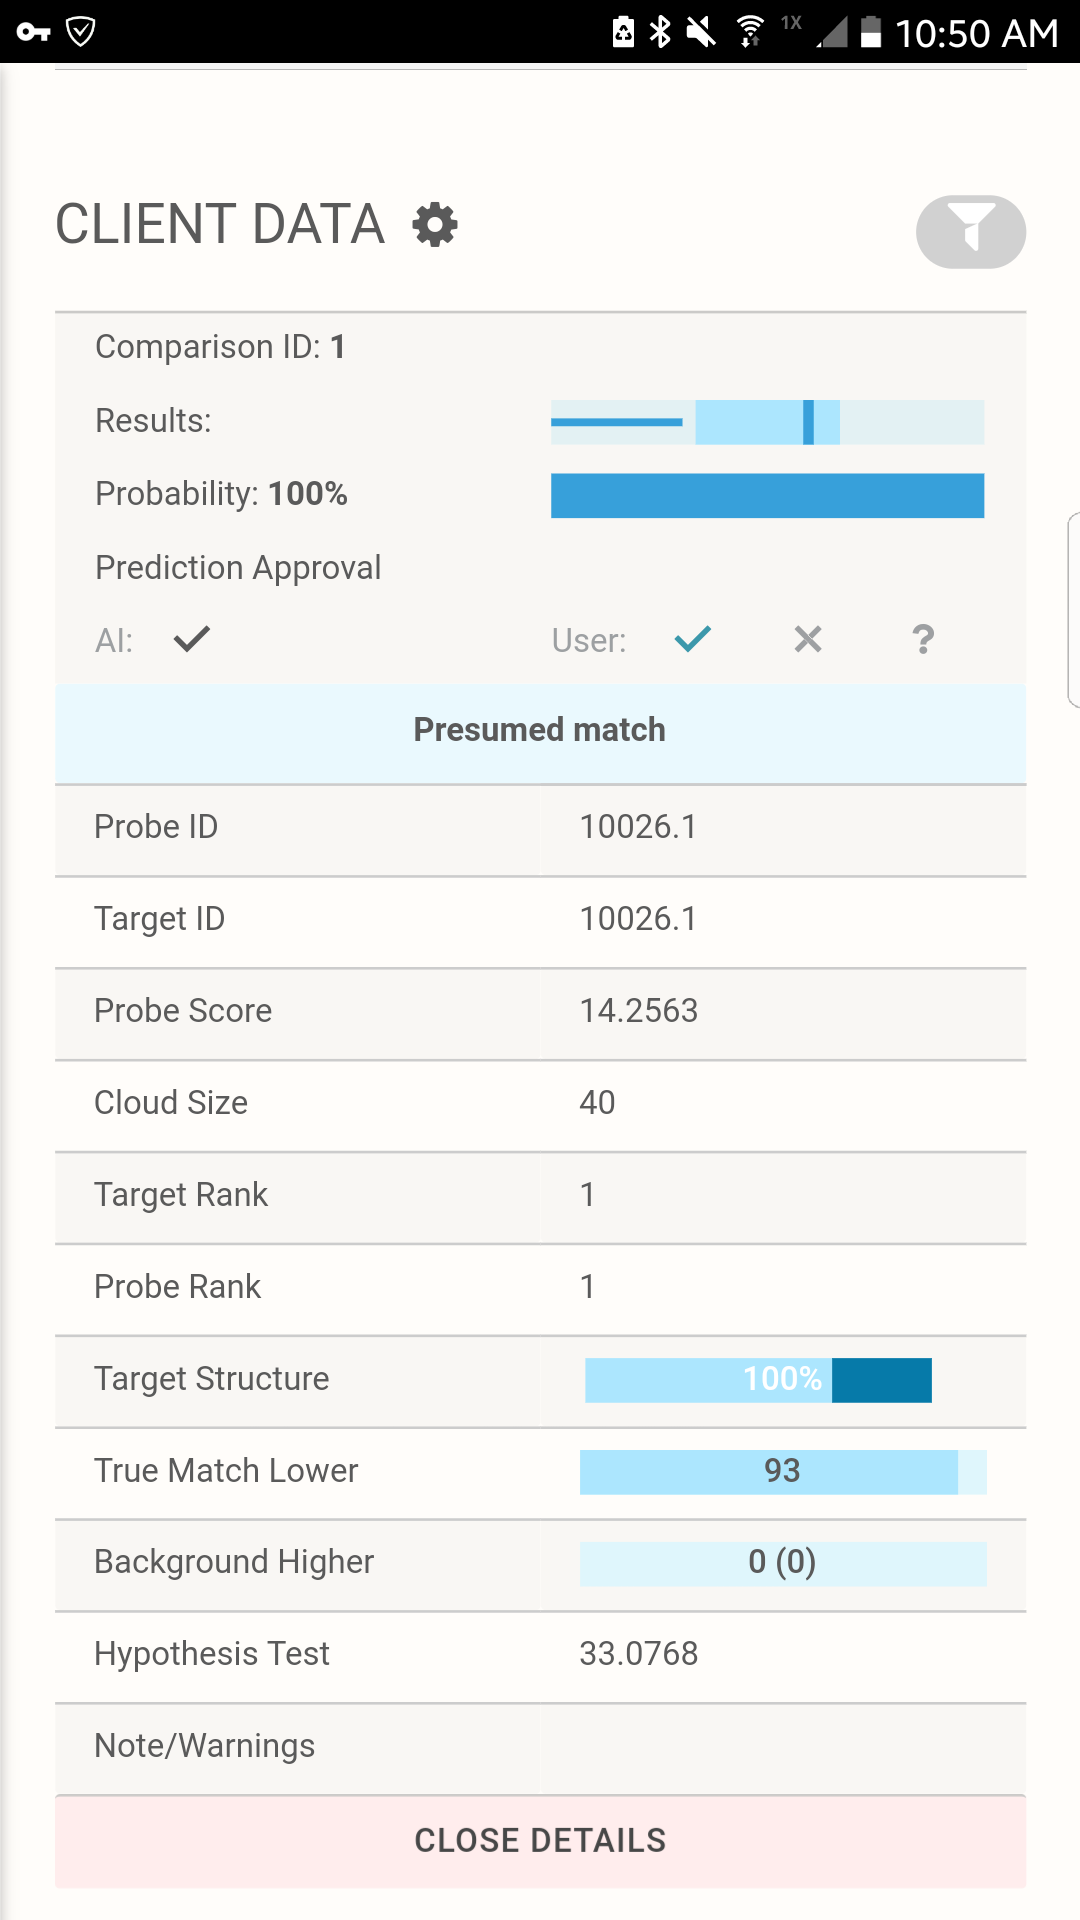 1X 10:50 AM
CLIENT DATA
Comparison ID: 1
Results:
Probability: 100%
Prediction Approval
AI: User: ?
Presumed match
Probe ID 10026.1
Target ID 10026.1
Probe Score 14.2563
Cloud Size 40
Target Rank 1
Probe Rank 1
Target Structure 100%
True Match Lower 93
Background Higher 0 (0)
Hypothesis Test 33.0768
Note/Warnings
CLOSE DETAILS